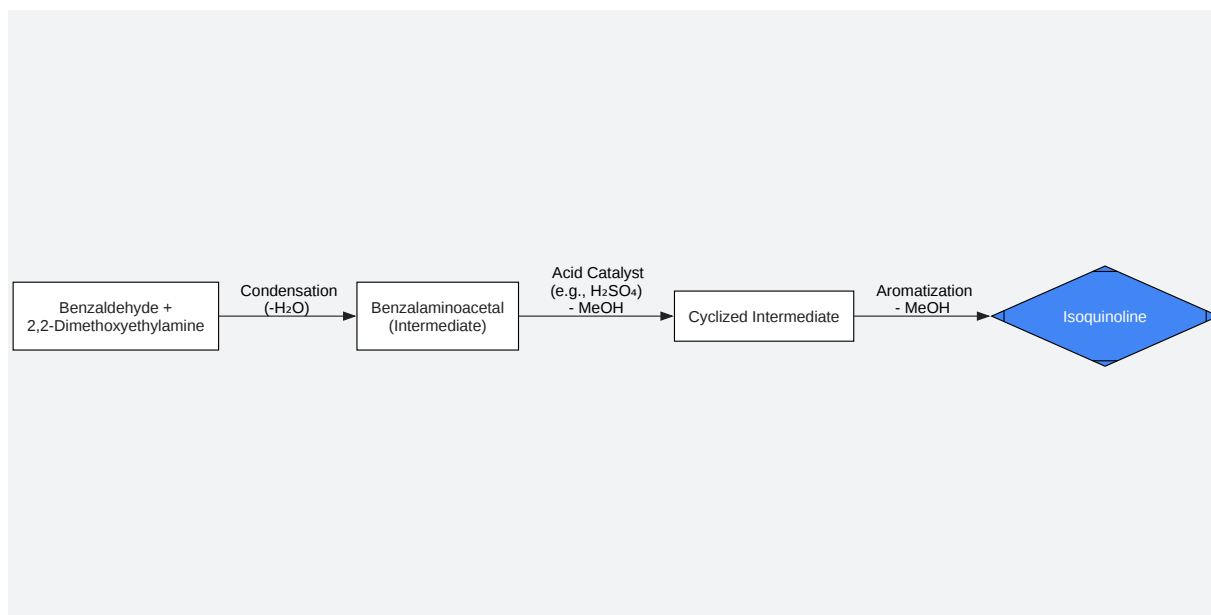 Benzaldehyde +
2,2-Dimethoxyethylamine
Condensation
(-H₂O)
Benzalaminoacetal
(Intermediate)
Acid Catalyst
(e.g., H₂SO₄)
- MeOH
Cyclized Intermediate
Aromatization
- MeOH
Isoquinoline